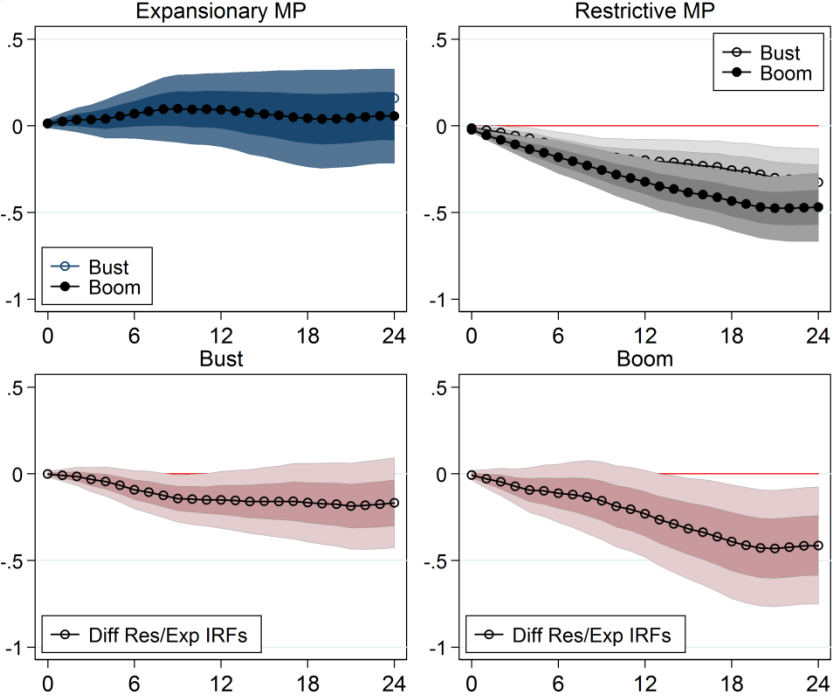 Expansionary MP
.5
0
-.5
-1
Bust
Boom
0 6 12 18 24
Restrictive MP
.5
0
-.5
-1
Bust
Boom
0 6 12 18 24
Bust
.5
0
-.5
-1
Diff Res/Exp IRFs
0 6 12 18 24
Boom
.5
0
-.5
-1
Diff Res/Exp IRFs
0 6 12 18 24